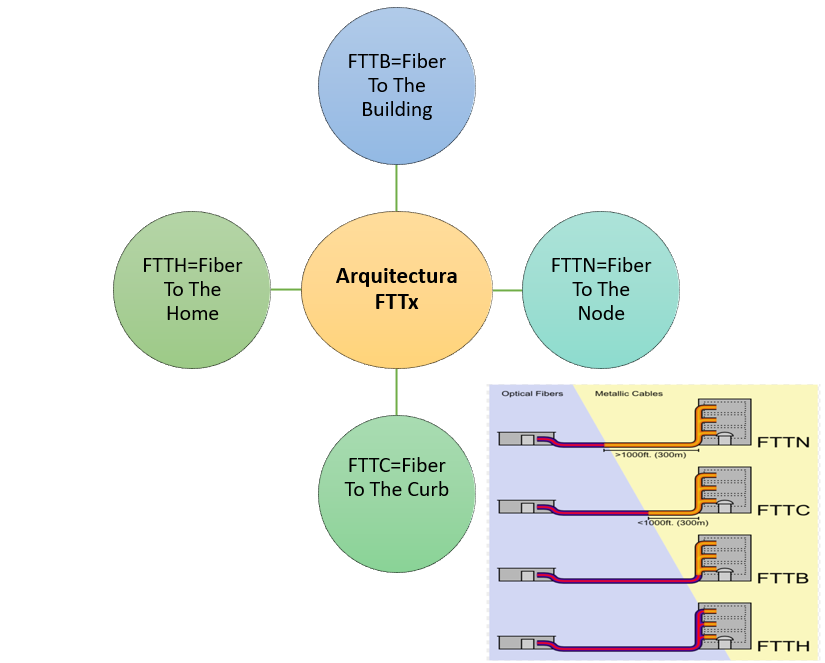 FTTB=Fiber
To The
Building
FTTH=Fiber
To The
Home
Arquitectura
FTTx
FTTN=Fiber
To The
Node
FTTC=Fiber
To The Curb
Optical Fibers
Metallic Cables
>1000ft. (300m)
FTTN
<1000ft. (300m)
FTTC
FTTB
FTTH